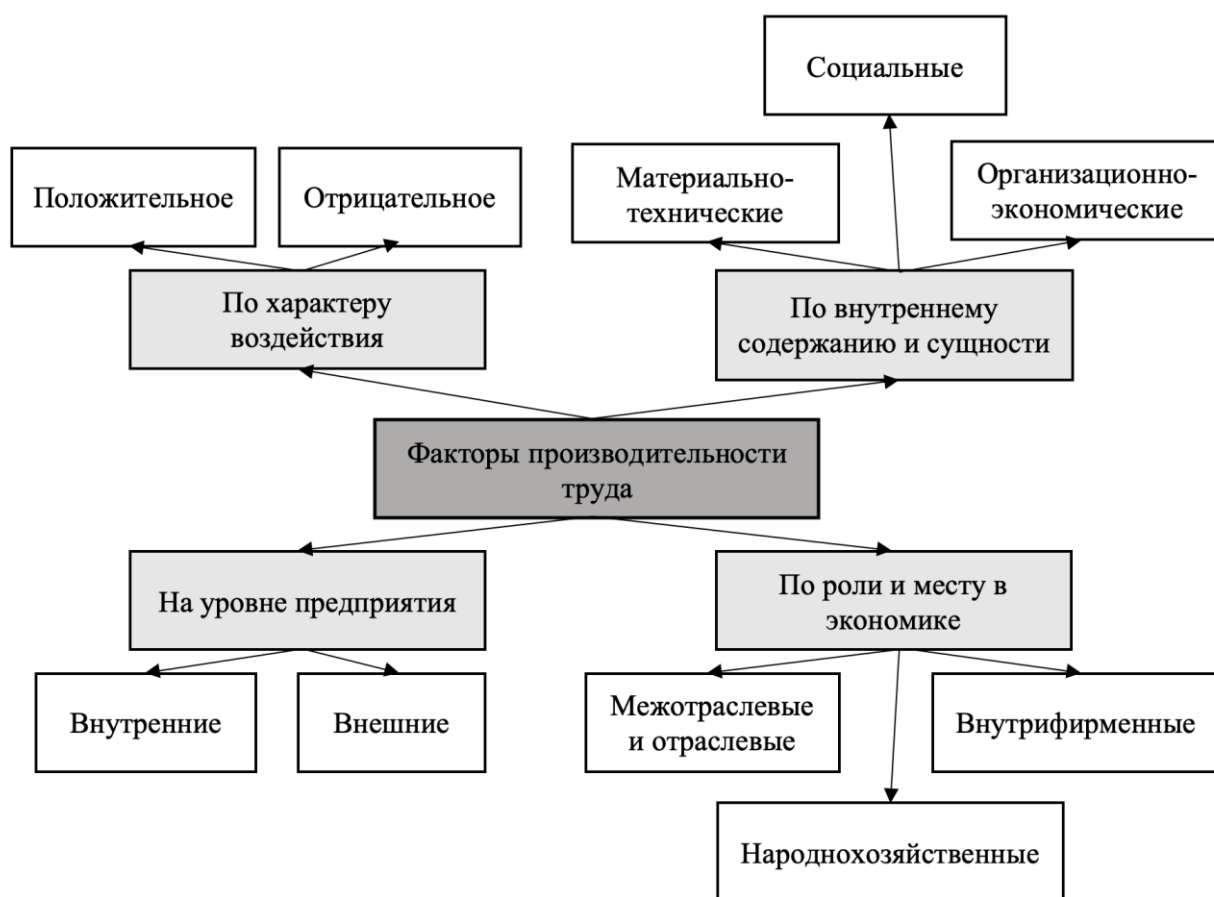 Социальные
Положительное
Отрицательное
Материально-
технические
Организационно-
экономические
По характеру
воздействия
По внутреннему
содержанию и сущности
Факторы производительности
труда
На уровне предприятия
По роли и месту в
экономике
Внутренние
Внешние
Межотраслевые
и отраслевые
Внутрифирменные
Народнохозяйственные